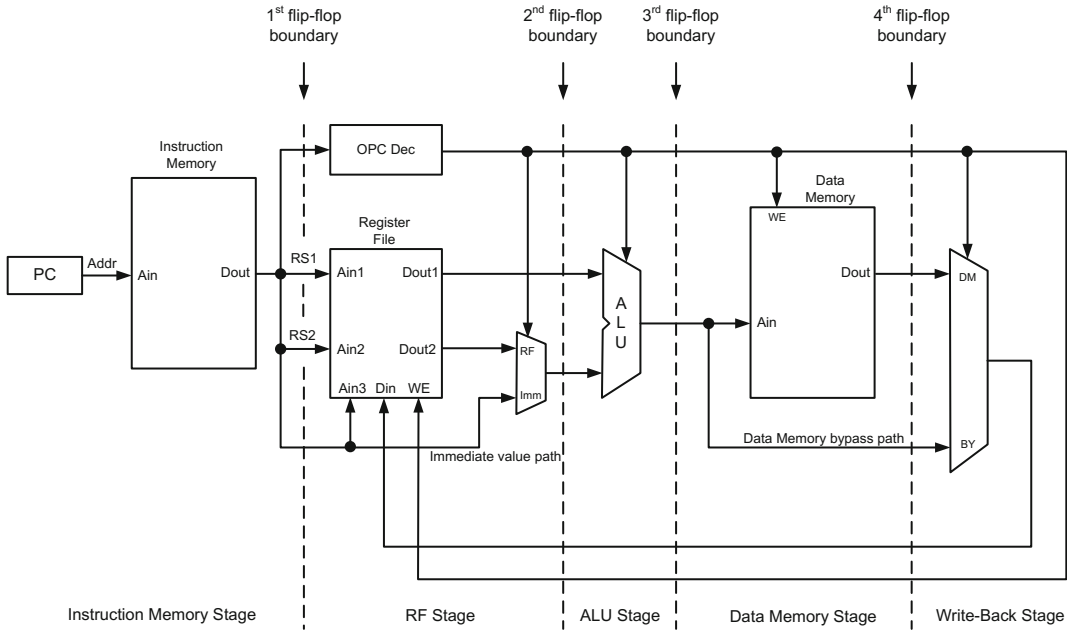 1st flip-flop
boundary
2nd flip-flop
boundary
3rd flip-flop
boundary
4th flip-flop
boundary
Instruction
Memory
OPC Dec
Data
Memory
WE
Register
File
PC
Addr
Ain
Dout
RS1
Ain1
Dout1
RS2
Ain2
Dout2
Ain3
Din
WE
RF
Imm
A
L
U
Ain
Dout
DM
BY
Immediate value path
Data Memory bypass path
Instruction Memory Stage
RF Stage
ALU Stage
Data Memory Stage
Write-Back Stage